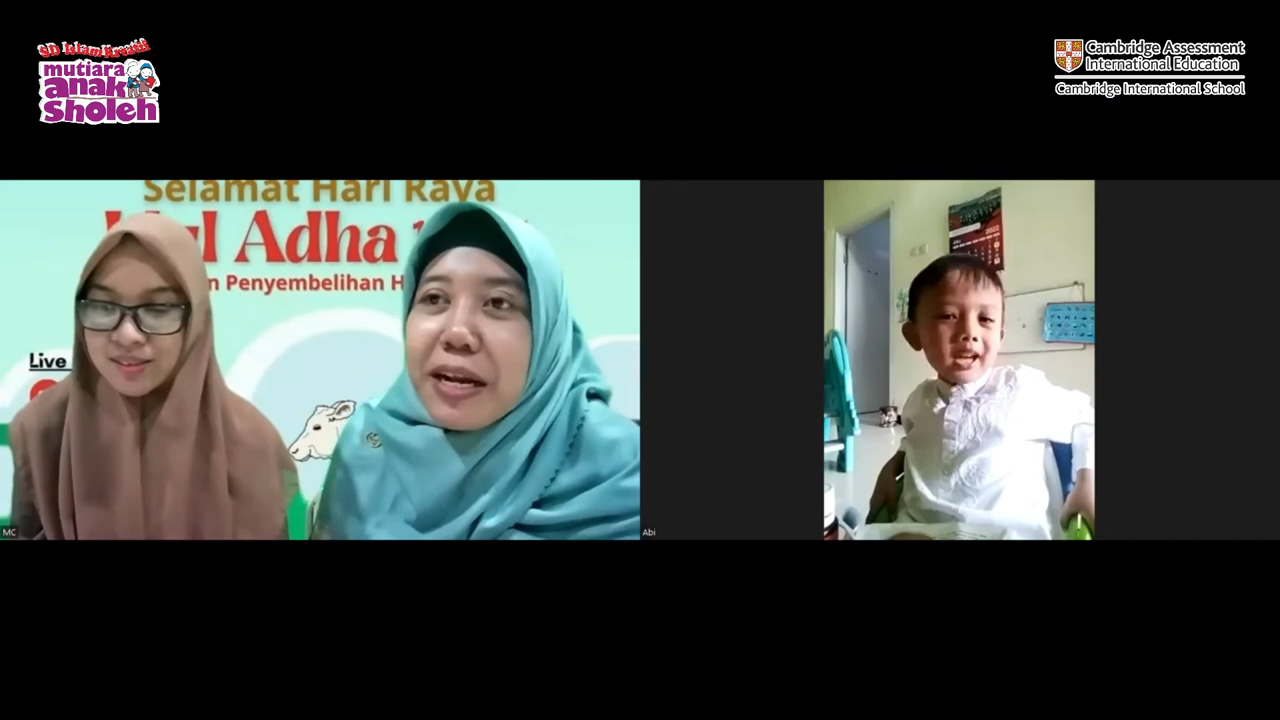 SD Islam Kreatif
mutiara
anak
Sholeh
Cambridge Assessment
International Education
Cambridge International School
Selamat Hari Raya
Adha
Penyembelihan
Live
MC
2022
Abi